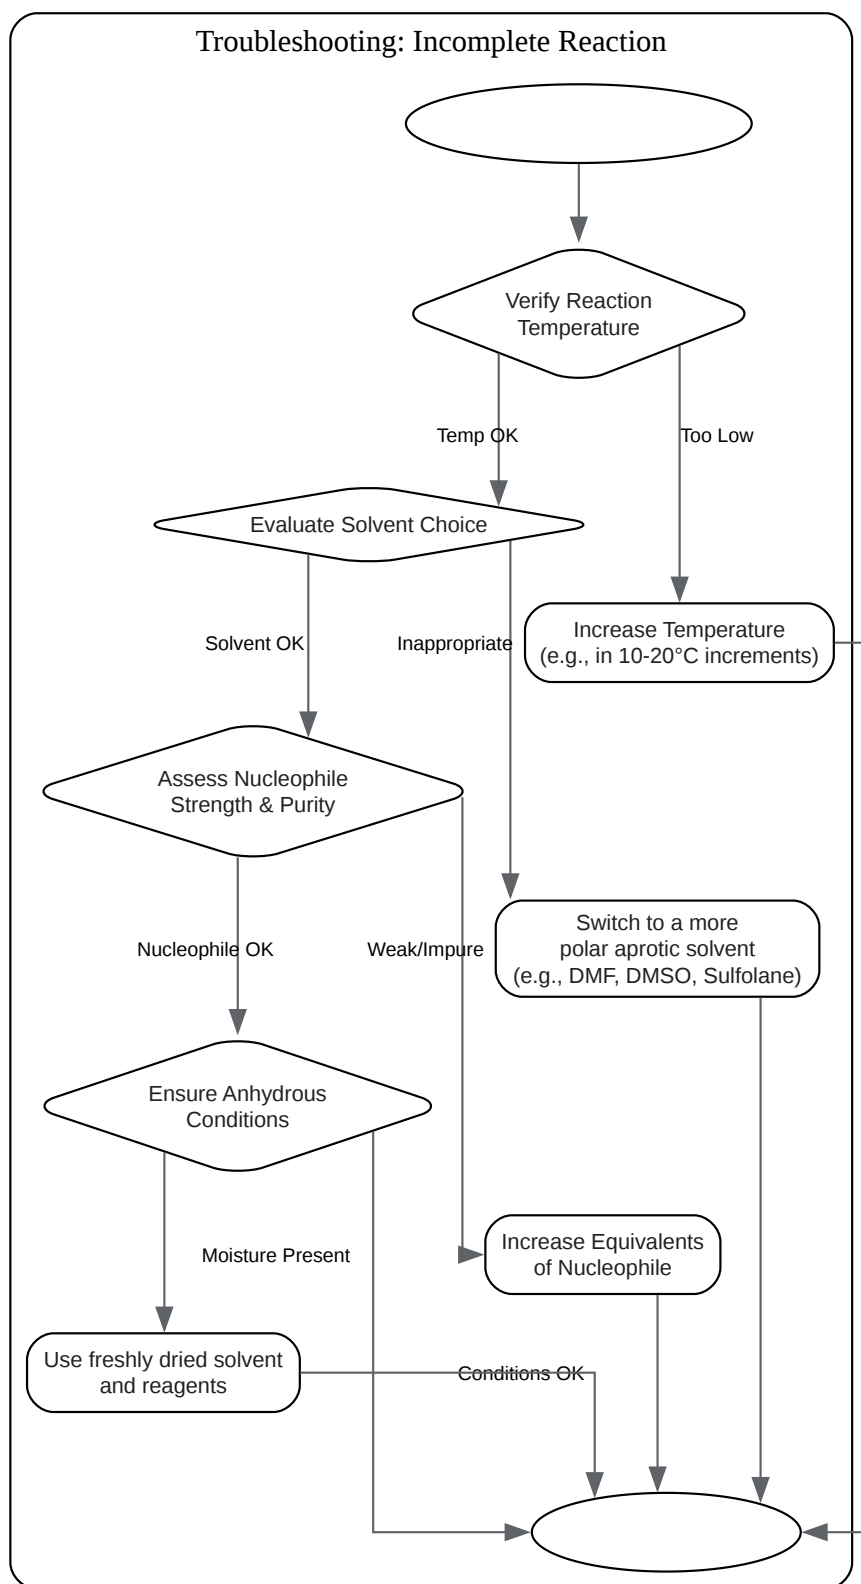 Troubleshooting: Incomplete Reaction
Verify Reaction
Temperature
Temp OK
Too Low
Evaluate Solvent Choice
Solvent OK
Inappropriate
Increase Temperature
(e.g., in 10-20°C increments)
Assess Nucleophile
Strength & Purity
Nucleophile OK
Weak/Impure
Switch to a more
polar aprotic solvent
(e.g., DMF, DMSO, Sulfolane)
Ensure Anhydrous
Conditions
Moisture Present
Increase Equivalents
of Nucleophile
Use freshly dried solvent
and reagents
Conditions OK